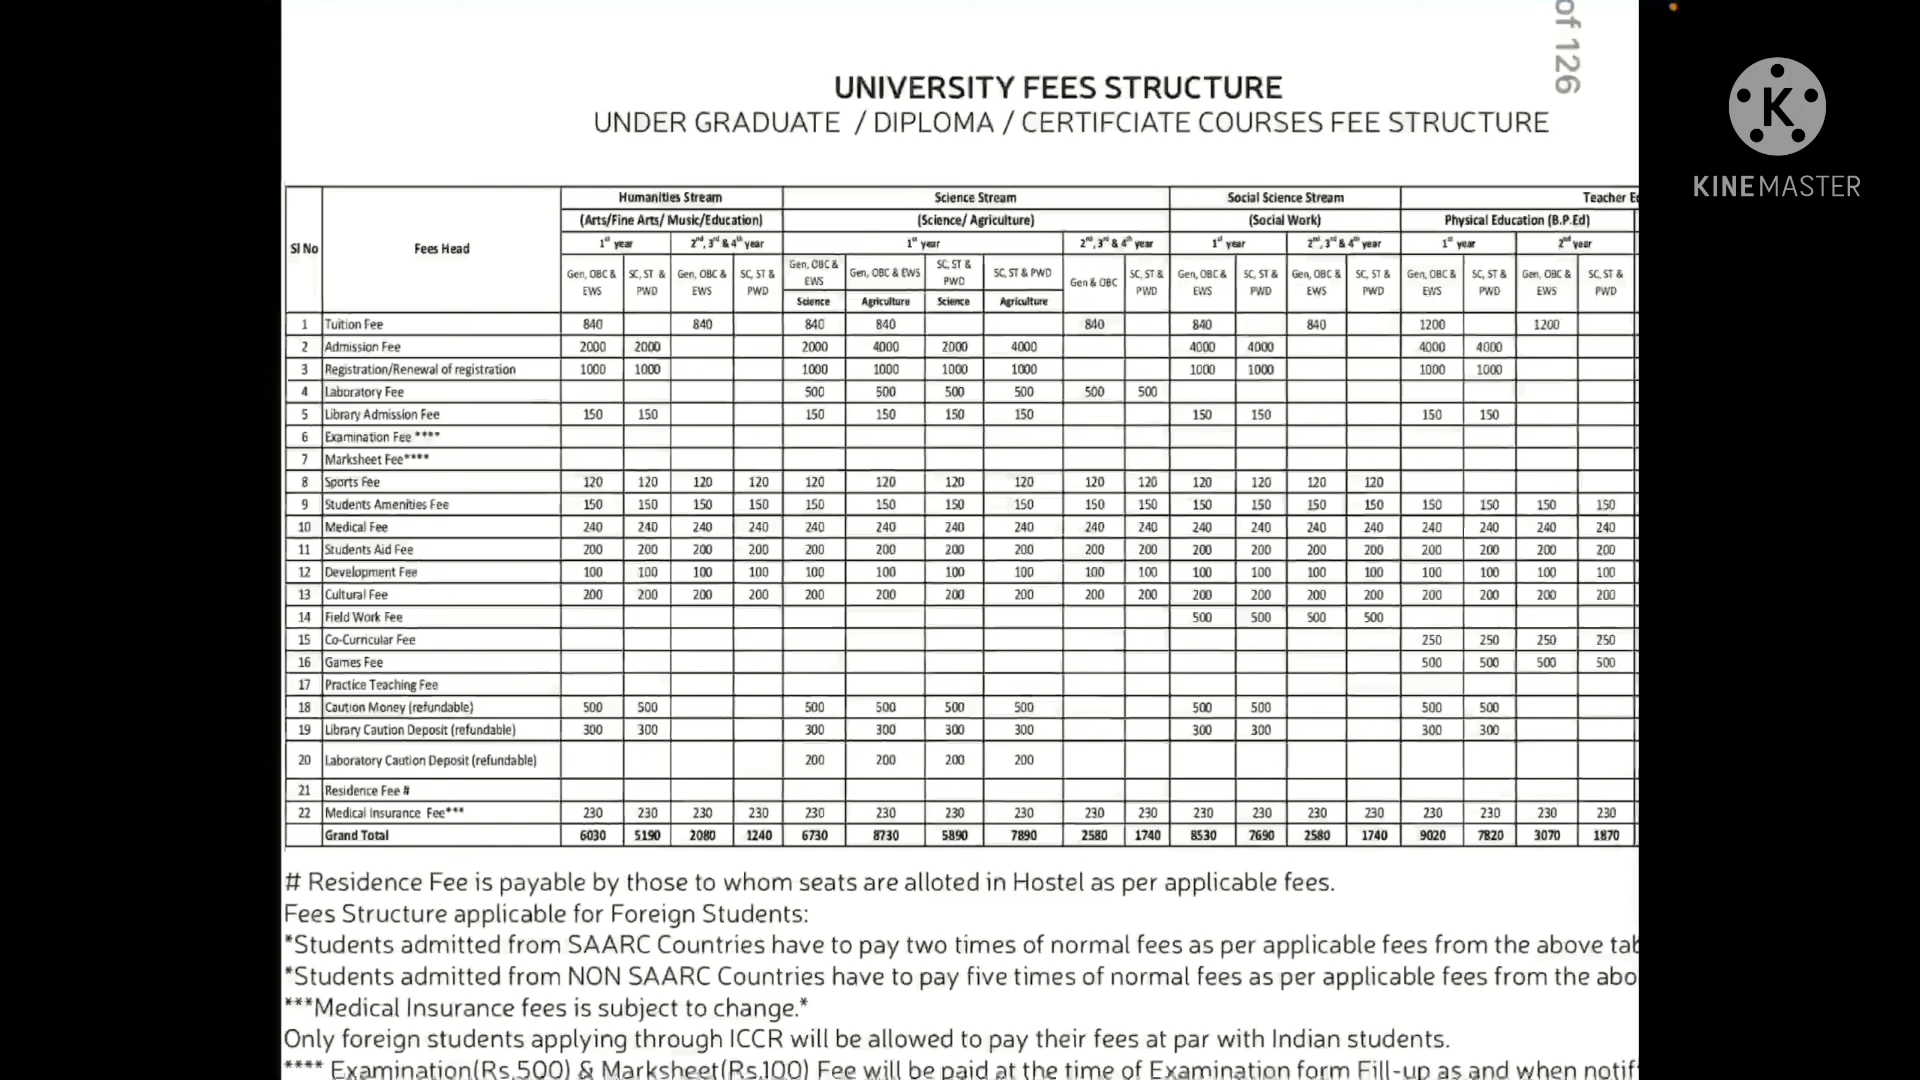 of 126
KINEMASTER
UNIVERSITY FEES STRUCTURE
UNDER GRADUATE / DIPLOMA / CERTIFCIATE COURSES FEE STRUCTURE
Sl No Fees Head Humanities Stream Science Stream Social Science Stream Teacher
(Arts/Fine Arts/ Music/Education) (Science/ Agriculture) (Social Work) Physical Education (B.P.Ed)
1st year 2nd, 3rd & 4th year 1st year 2nd, 3rd & 4th year 1st year 2nd, 3rd & 4th year 1st year 2nd year
Gen, OBC & EWS SC, ST & PWD Gen, OBC & EWS SC, ST & PWD Gen, OBC & EWS Gen, OBC & EWS SC, ST & PWD SC, ST & PWD Gen & OBC SC, ST & PWD Gen, OBC & EWS SC, ST & PWD Gen, OBC & EWS SC, ST & PWD Gen, OBC & EWS SC, ST & PWD Gen, OBC & EWS SC, ST & PWD
Science Agriculture Science Agriculture
1 Tuition Fee 840 840 840 840 840 840 840 1200 1200
2 Admission Fee 2000 2000 2000 4000 2000 4000 4000 4000 4000 4000
3 Registration/Renewal of registration 1000 1000 1000 1000 1000 1000 1000 1000 1000 1000
4 Laboratory Fee 500 500 500 500 500 500
5 Library Admission Fee 150 150 150 150 150 150 150 150 150 150
6 Examination Fee ****
7 Marksheet Fee****
8 Sports Fee 120 120 120 120 120 120 120 120 120 120 120 120 120 120
9 Students Amenities Fee 150 150 150 150 150 150 150 150 150 150 150 150 150 150 150 150 150 150
10 Medical Fee 240 240 240 240 240 240 240 240 240 240 240 240 240 240 240 240 240 240
11 Students Aid Fee 200 200 200 200 200 200 200 200 200 200 200 200 200 200 200 200 200 200
12 Development Fee 100 100 100 100 100 100 100 100 100 100 100 100 100 100 100 100 100 100
13 Cultural Fee 200 200 200 200 200 200 200 200 200 200 200 200 200 200 200 200 200 200
14 Field Work Fee 500 500 500 500
15 Co-Curricular Fee 250 250 250 250
16 Games Fee 500 500 500 500
17 Practice Teaching Fee
18 Caution Money (refundable) 500 500 500 500 500 500 500 500 500 500
19 Library Caution Deposit (refundable) 300 300 300 300 300 300 300 300 300 300
20 Laboratory Caution Deposit (refundable) 200 200 200 200
21 Residence Fee #
22 Medical Insurance Fee*** 230 230 230 230 230 230 230 230 230 230 230 230 230 230 230 230 230 230
Grand Total 6030 5190 2080 1240 6730 8730 5890 7890 2580 1740 8530 7690 2580 1740 9020 7820 3070 1870
# Residence Fee is payable by those to whom seats are alloted in Hostel as per applicable fees.
Fees Structure applicable for Foreign Students:
*Students admitted from SAARC Countries have to pay two times of normal fees as per applicable fees from the above tab
*Students admitted from NON SAARC Countries have to pay five times of normal fees as per applicable fees from the abo
***Medical Insurance fees is subject to change.*
Only foreign students applying through ICCR will be allowed to pay their fees at par with Indian students.
**** Examination(Rs.500) & Marksheet(Rs.100) Fee will be paid at the time of Examination form Fill-up as and when notif